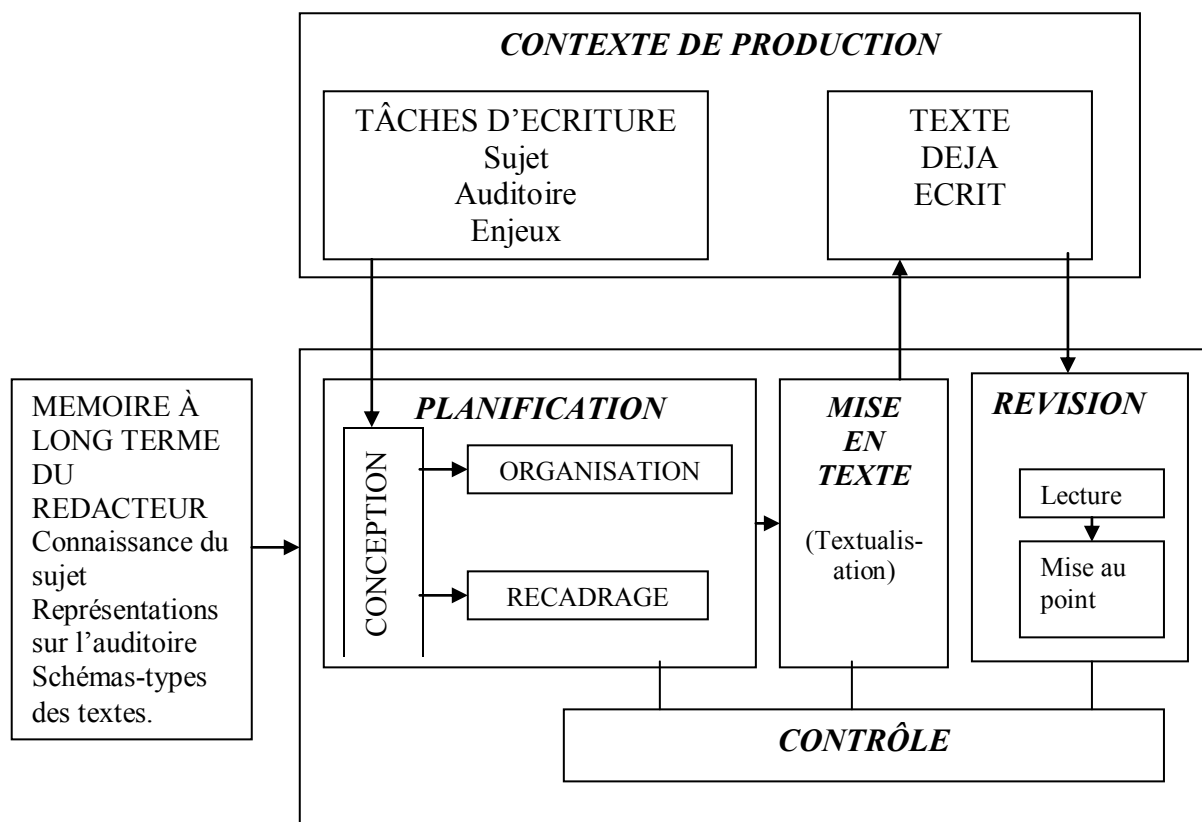 CONTEXTE DE PRODUCTION
TÂCHES D’ECRITURE
Sujet
Auditoire
Enjeux
TEXTE
DEJA
ECRIT
MEMOIRE À
LONG TERME
DU
REDACTEUR
Connaissance du
sujet
Représentations
sur l’auditoire
Schémas-types
des textes.
PLANIFICATION
CONCEPTION
ORGANISATION
RECADRAGE
MISE
EN
TEXTE
(Textualis-
ation)
REVISION
Lecture
Mise au
point
CONTRÔLE